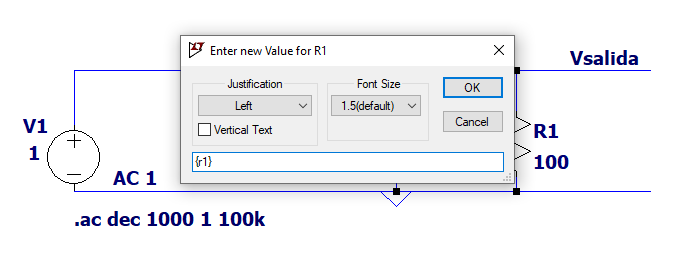 Enter new Value for R1
Justification
Font Size
Left
1.5(default)
OK
Vertical Text
Cancel
{r1}
Vsalida
V1
1
+
−
AC 1
R1
100
.ac dec 1000 1 100k